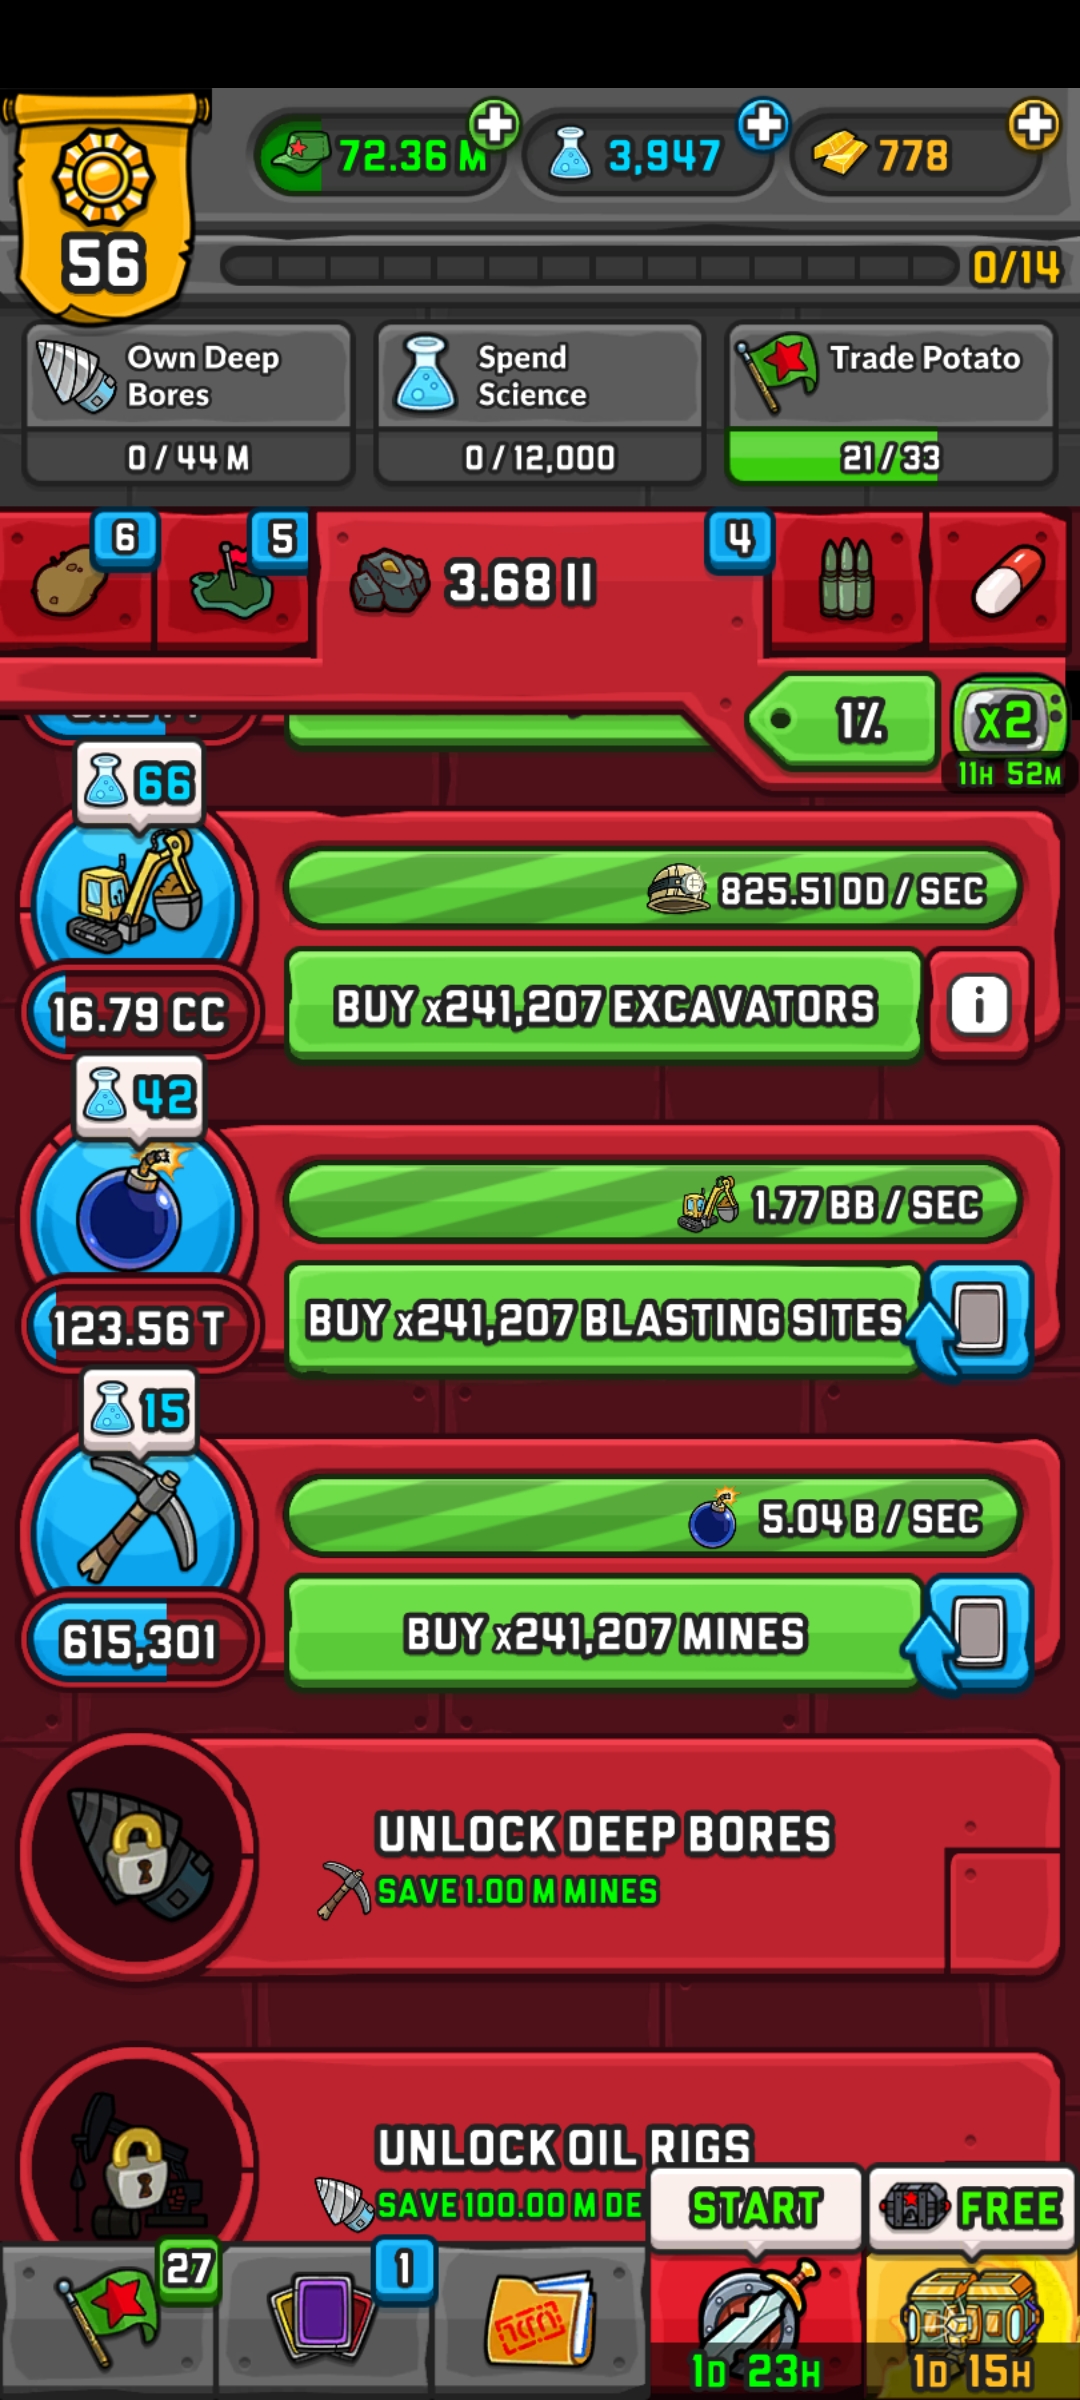 72.36 M
3,947
778
56
0/14
Own Deep
Bores
0 / 44 M
Spend
Science
0 / 12,000
Trade Potato
21 / 33
6
5
3.68 II
4
1%
x2
11H 52M
66
825.51 DD / SEC
16.79 CC
BUY x241,207 EXCAVATORS
i
42
1.77 BB / SEC
123.56 T
BUY x241,207 BLASTING SITES
15
5.04 B / SEC
615,301
BUY x241,207 MINES
UNLOCK DEEP BORES
SAVE 1.00 M MINES
UNLOCK OIL RIGS
SAVE 100.00 M DE
START
FREE
27
1
1D 23H
1D 15H